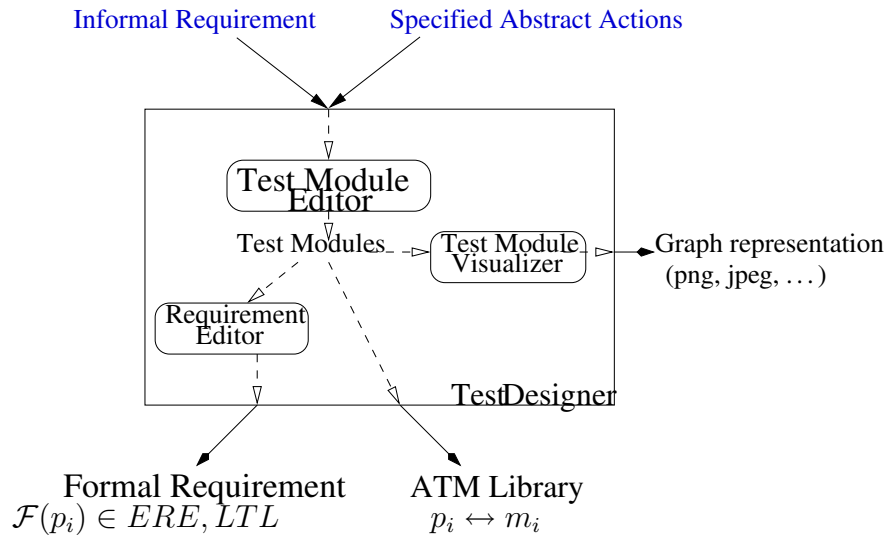 Informal Requirement
Specified Abstract Actions
Test Module
Editor
Test Modules
Test Module
Visualizer
Graph representation
(png, jpeg, . . . )
Requirement
Editor
TestDesigner
Formal Requirement
ℱ(pᵢ) ∈ ERE, LTL
ATM Library
pᵢ ↔ mᵢ